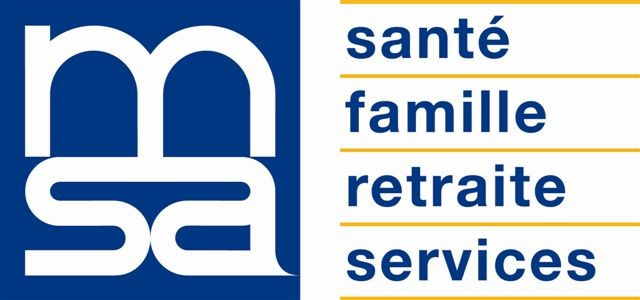 msa
santé
famille
retraite
services